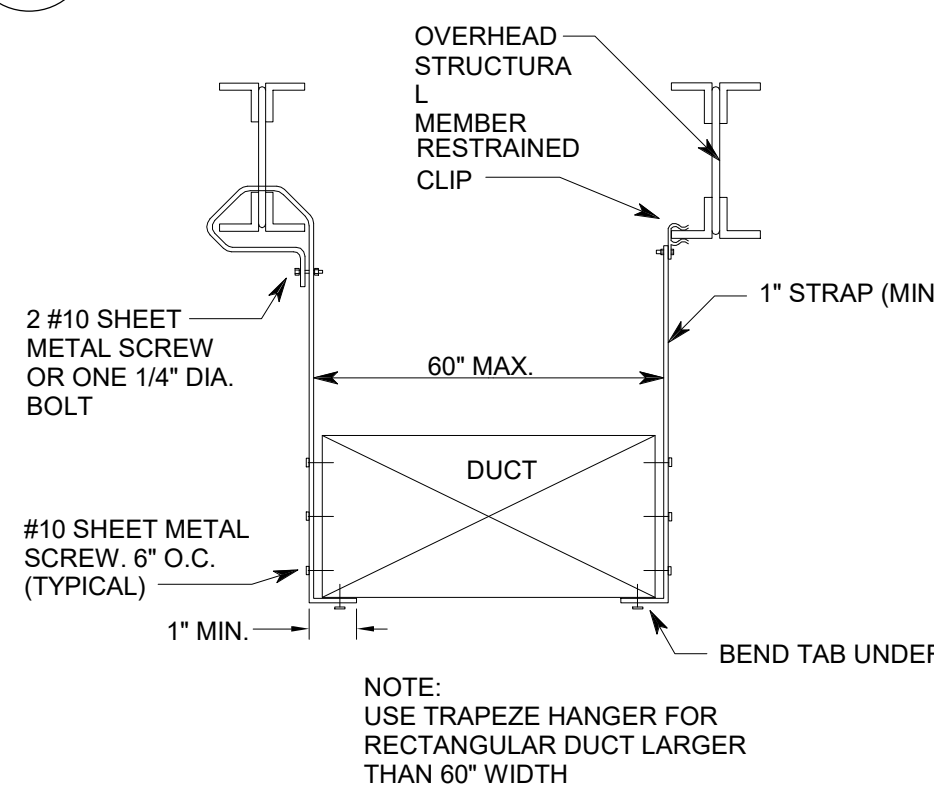 OVERHEAD
STRUCTURA
L
MEMBER
RESTRAINED
CLIP
2 #10 SHEET
METAL SCREW
OR ONE 1/4" DIA.
BOLT
1" STRAP (MIN
60" MAX.
DUCT
#10 SHEET METAL
SCREW. 6" O.C.
(TYPICAL)
1" MIN.
BEND TAB UNDER
NOTE:
USE TRAPEZE HANGER FOR
RECTANGULAR DUCT LARGER
THAN 60" WIDTH